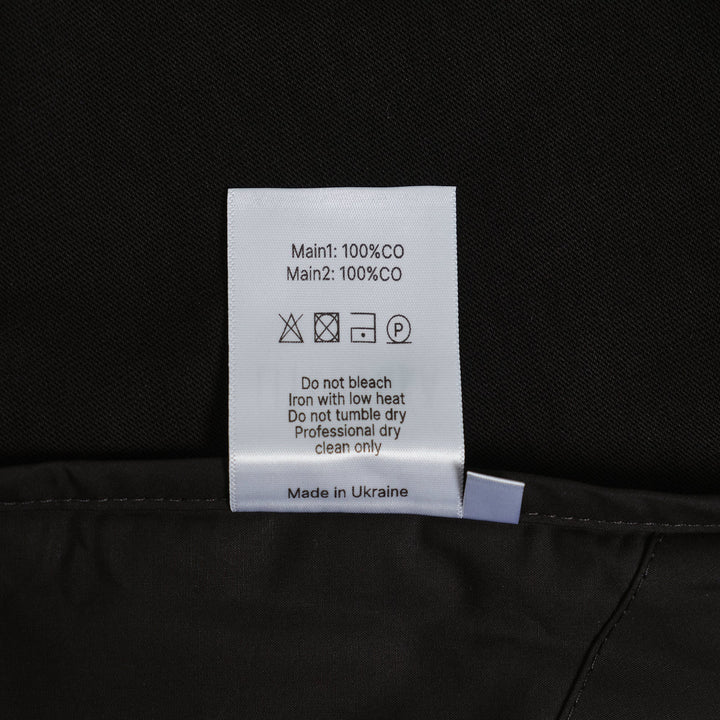 Main1: 100%CO
Main2: 100%CO
P
Do not bleach
Iron with low heat
Do not tumble dry
Professional dry
clean only
Made in Ukraine